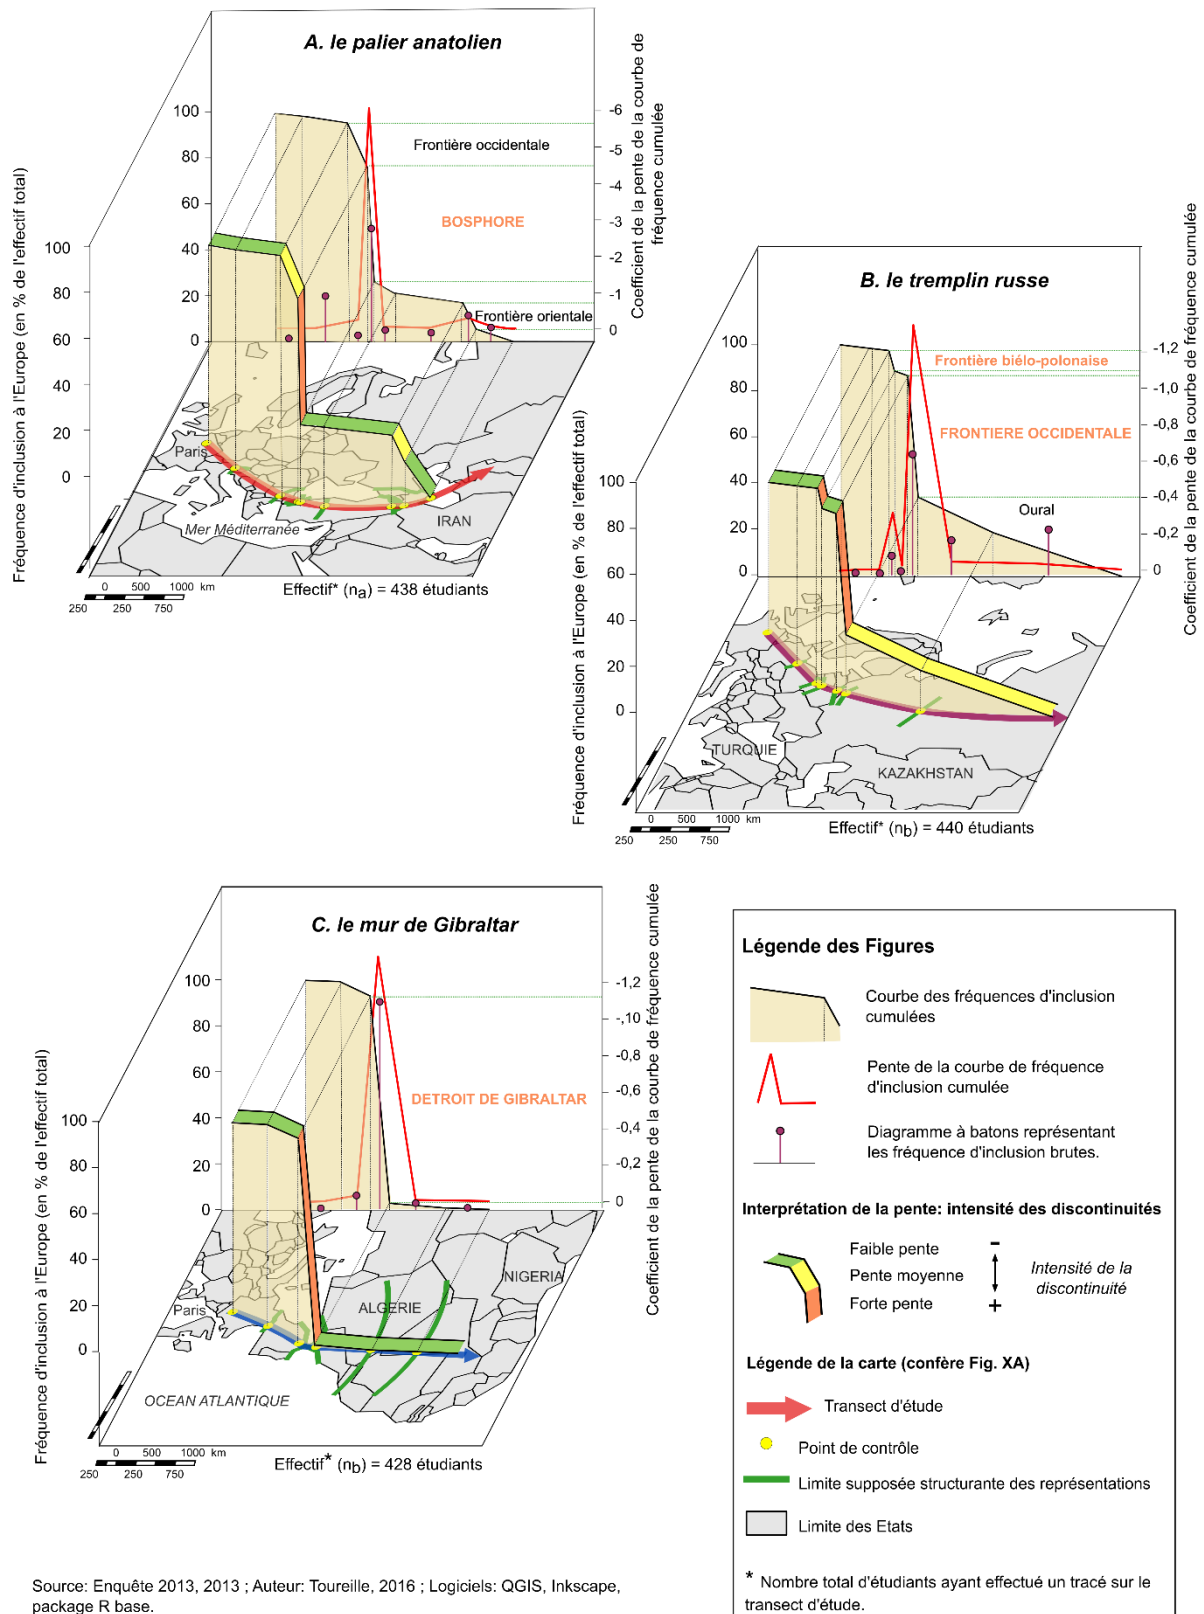 A. le palier anatolien
Fréquence d'inclusion à l'Europe (en % de l'effectif total)
100
80
60
40
20
0
100
80
60
40
20
0
-6
-5
-4
-3
-2
-1
0
Coefficient de la pente de la courbe de
fréquence cumulée
Frontière occidentale
BOSPHORE
Frontière orientale
Paris
Mer Méditerranée
IRAN
0 500 1000 km
250 250 750
Effectif* (na) = 438 étudiants
B. le tremplin russe
Fréquence d'inclusion à l'Europe (en % de l'effectif total)
100
80
60
40
20
0
100
80
60
40
20
0
-1,2
-1,0
-0,8
-0,6
-0,4
-0,2
0
Coefficient de la pente de la courbe de fréquence cumulée
Frontière biélo-polonaise
FRONTIERE OCCIDENTALE
Oural
TURQUIE
KAZAKHSTAN
0 500 1000 km
250 250 750
Effectif* (nb) = 440 étudiants
C. le mur de Gibraltar
Fréquence d'inclusion à l'Europe (en % de l'effectif total)
100
80
60
40
20
0
100
80
60
40
20
0
-1,2
-,10
-0,8
-0,6
-0,4
-0,2
0
Coefficient de la pente de la courbe de fréquence cumulée
DETROIT DE GIBRALTAR
Paris
ALGERIE
NIGERIA
OCEAN ATLANTIQUE
0 500 1000 km
250 250 750
Effectif* (nb) = 428 étudiants
Légende des Figures
Courbe des fréquences d'inclusion
cumulées
Pente de la courbe de fréquence
d'inclusion cumulée
Diagramme à batons représentant
les fréquence d'inclusion brutes.
Interprétation de la pente: intensité des discontinuités
Faible pente
Pente moyenne
Forte pente
-
+
Intensité de la
discontinuité
Légende de la carte (confère Fig. XA)
Transect d'étude
Point de contrôle
Limite supposée structurante des représentations
Limite des Etats
* Nombre total d'étudiants ayant effectué un tracé sur le
transect d'étude.
Source: Enquête 2013, 2013 ; Auteur: Toureille, 2016 ; Logiciels: QGIS, Inkscape,
package R base.